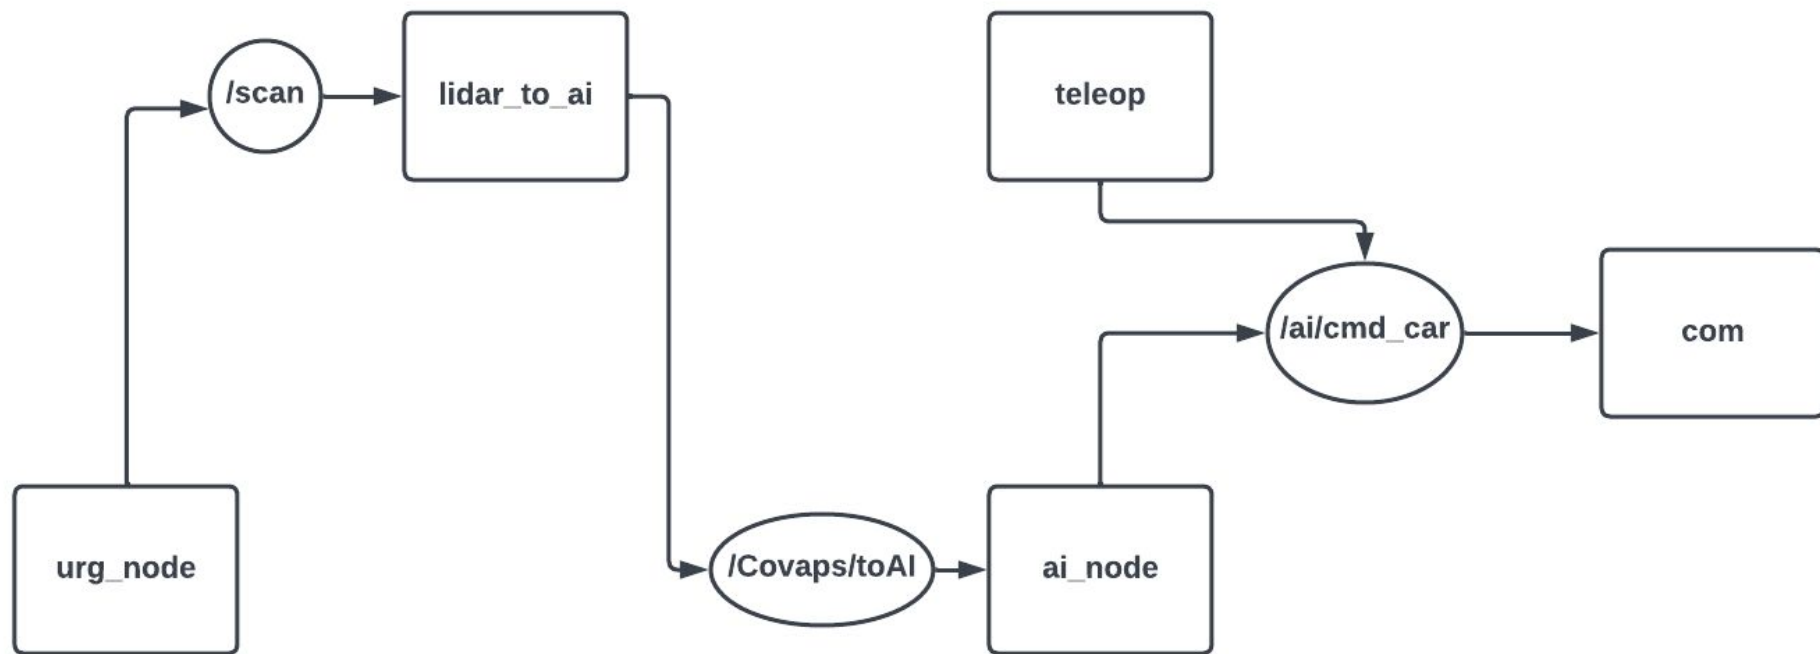 /scan
lidar_to_ai
teleop
/ai/cmd_car
com
urg_node
/Covaps/toAI
ai_node